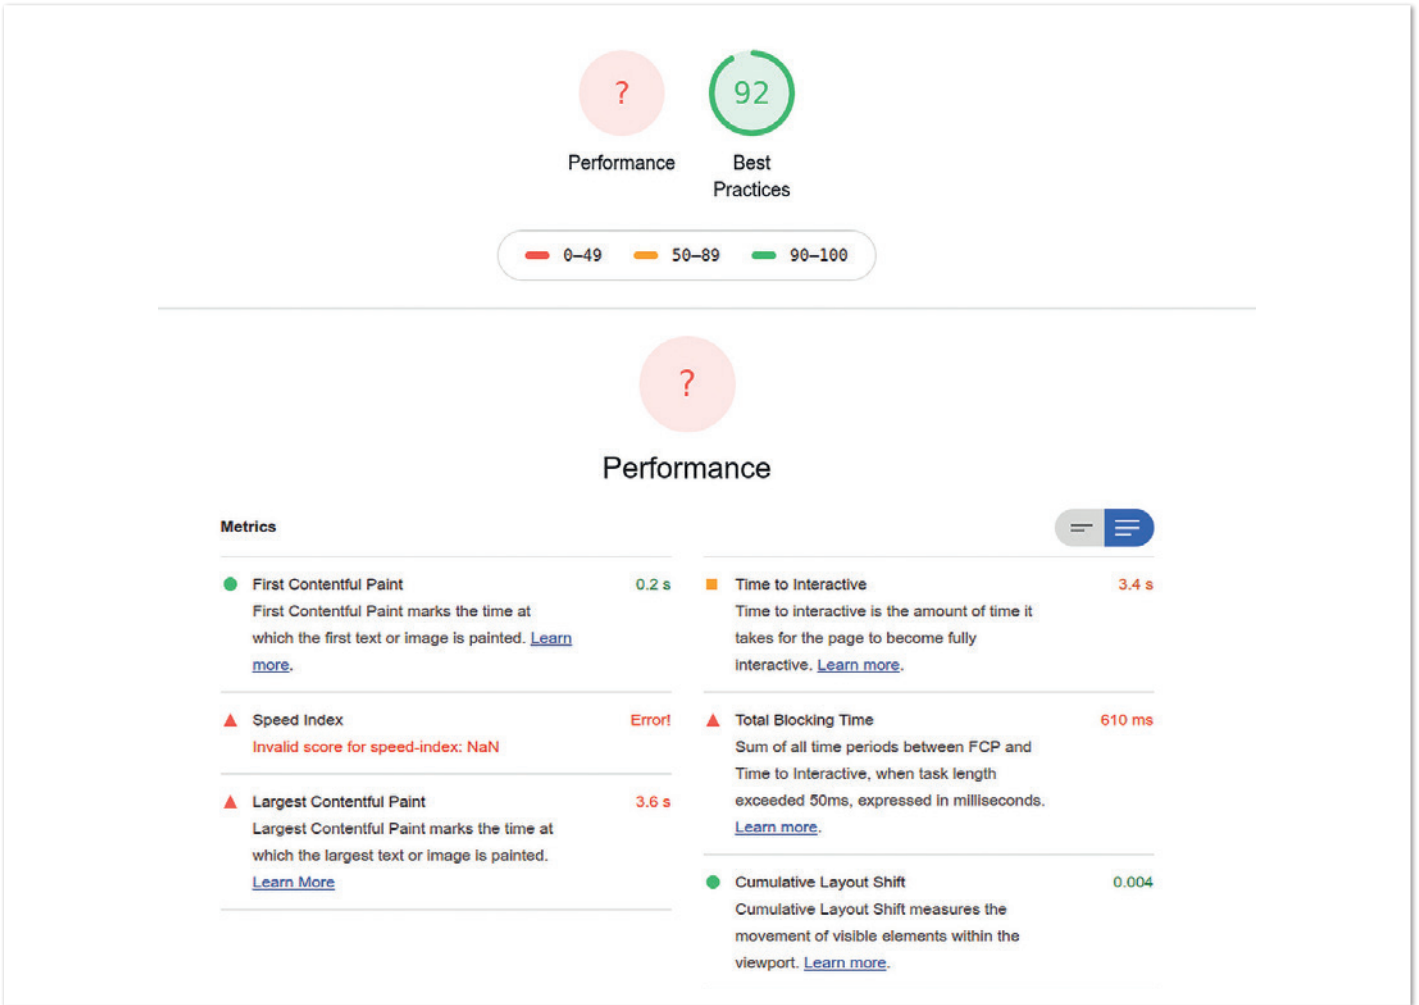 ?
92
Performance
Best
Practices
0–49
50–89
90–100
?
Performance
Metrics
First Contentful Paint
0.2 s
First Contentful Paint marks the time at
which the first text or image is painted. Learn
more.
Speed Index
Error!
Invalid score for speed-index: NaN
Largest Contentful Paint
3.6 s
Largest Contentful Paint marks the time at
which the largest text or image is painted.
Learn More
Time to Interactive
3.4 s
Time to interactive is the amount of time it
takes for the page to become fully
interactive. Learn more.
Total Blocking Time
610 ms
Sum of all time periods between FCP and
Time to Interactive, when task length
exceeded 50ms, expressed in milliseconds.
Learn more.
Cumulative Layout Shift
0.004
Cumulative Layout Shift measures the
movement of visible elements within the
viewport. Learn more.